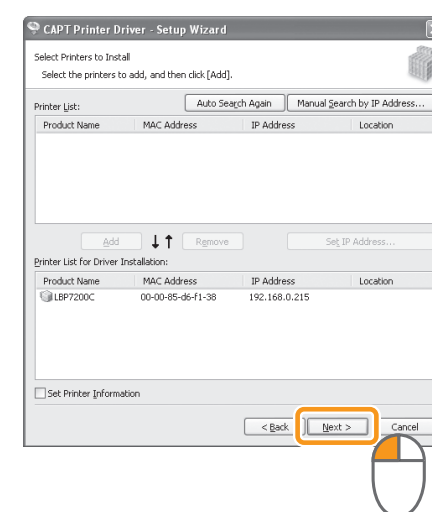 CAPT Printer Driver - Setup Wizard
Select Printers to Install
Select the printers to add, and then click [Add].
Printer List:
Auto Search Again
Manual Search by IP Address...
Product Name MAC Address IP Address Location
Add
Remove
Set IP Address...
Printer List for Driver Installation:
Product Name MAC Address IP Address Location
LBP7200C 00-00-85-d6-f1-38 192.168.0.215
Set Printer Information
< Back
Next >
Cancel